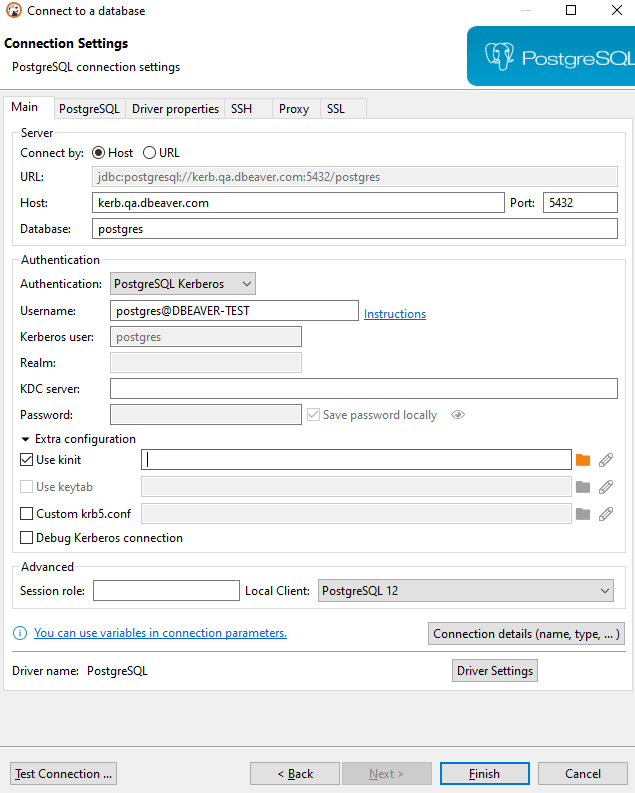 Connect to a database
Connection Settings
PostgreSQL connection settings
PostgreSQL
Main PostgreSQL Driver properties SSH Proxy SSL
Server
Connect by: Host URL
URL: jdbc:postgresql://kerb.qa.dbeaver.com:5432/postgres
Host: kerb.qa.dbeaver.com Port: 5432
Database: postgres
Authentication
Authentication: PostgreSQL Kerberos
Username: postgres@DBEAVER-TEST Instructions
Kerberos user: postgres
Realm:
KDC server:
Password: Save password locally
Extra configuration
Use kinit
Use keytab
Custom krb5.conf
Debug Kerberos connection
Advanced
Session role: Local Client: PostgreSQL 12
You can use variables in connection parameters. Connection details (name, type, ... )
Driver name: PostgreSQL Driver Settings
Test Connection ... < Back Next > Finish Cancel